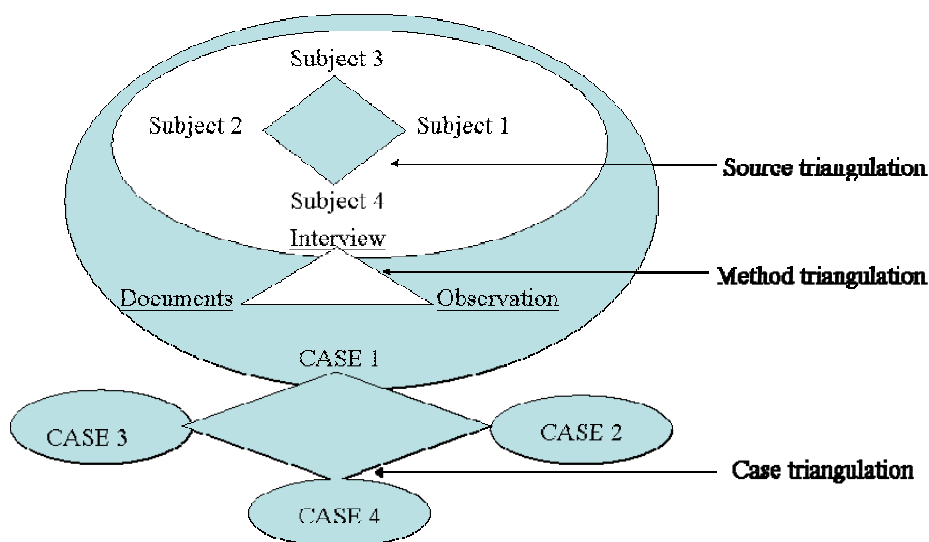 Subject 3
Subject 2
Subject 1
Source triangulation
Subject 4
Interview
Method triangulation
Documents
Observation
CASE 1
CASE 3
CASE 2
Case triangulation
CASE 4